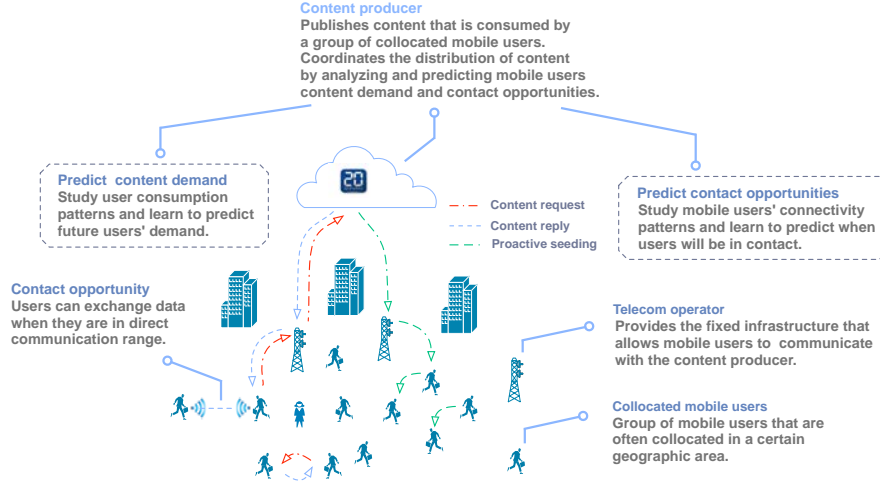 Content producer
Publishes content that is consumed by
a group of collocated mobile users.
Coordinates the distribution of content
by analyzing and predicting mobile users
content demand and contact opportunities.
Predict content demand
Study user consumption
patterns and learn to predict
future users' demand.
20
Content request
Content reply
Proactive seeding
Predict contact opportunities
Study mobile users' connectivity
patterns and learn to predict when
users will be in contact.
Contact opportunity
Users can exchange data
when they are in direct
communication range.
Telecom operator
Provides the fixed infrastructure that
allows mobile users to communicate
with the content producer.
Collocated mobile users
Group of mobile users that are
often collocated in a certain
geographic area.